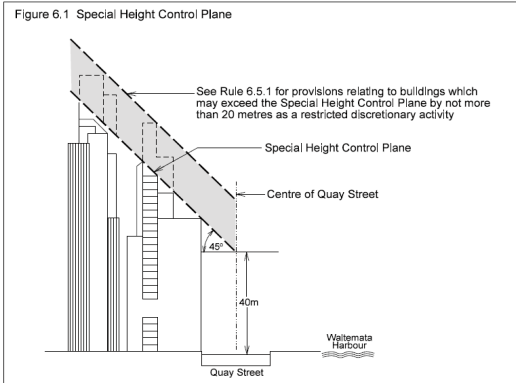 Figure 6.1 Special Height Control Plane
See Rule 6.5.1 for provisions relating to buildings which
may exceed the Special Height Control Plane by not more
than 20 metres as a restricted discretionary activity
Special Height Control Plane
Centre of Quay Street
45°
40m
Waitemata
Harbour
Quay Street